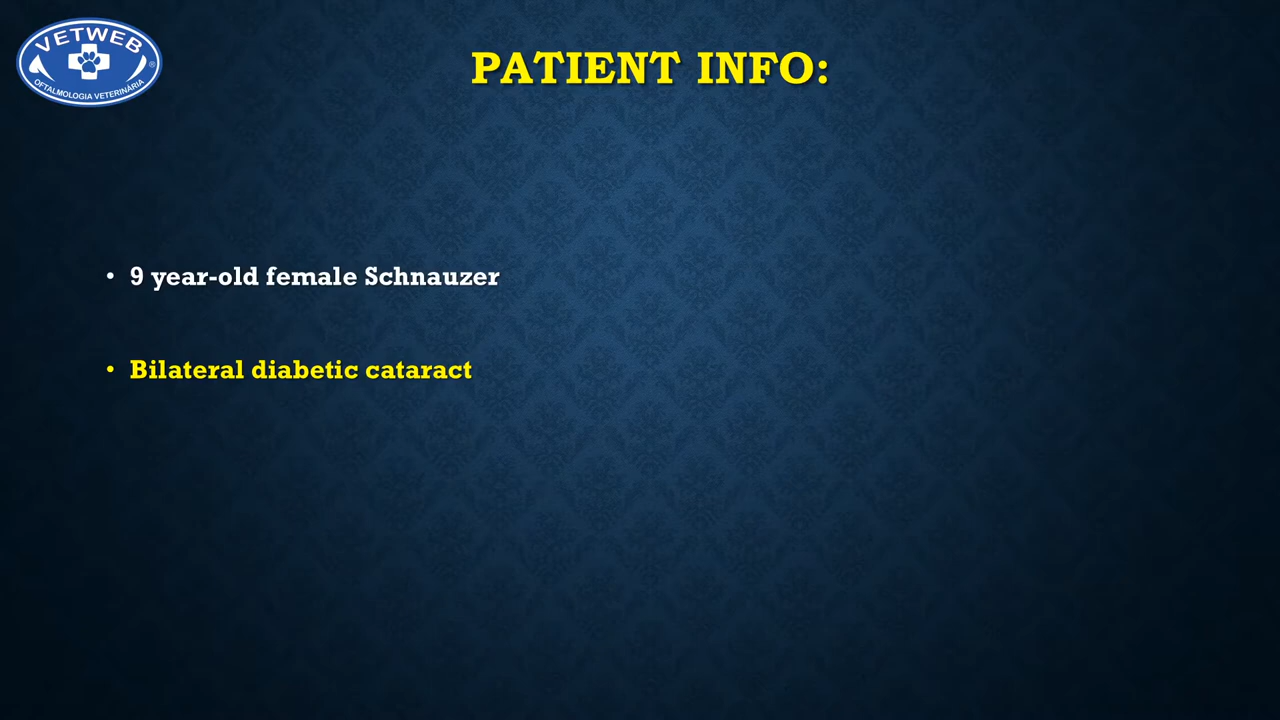 VETWEB
®
OFTALMOLOGIA VETERINÁRIA
PATIENT INFO:
• 9 year-old female Schnauzer
• Bilateral diabetic cataract